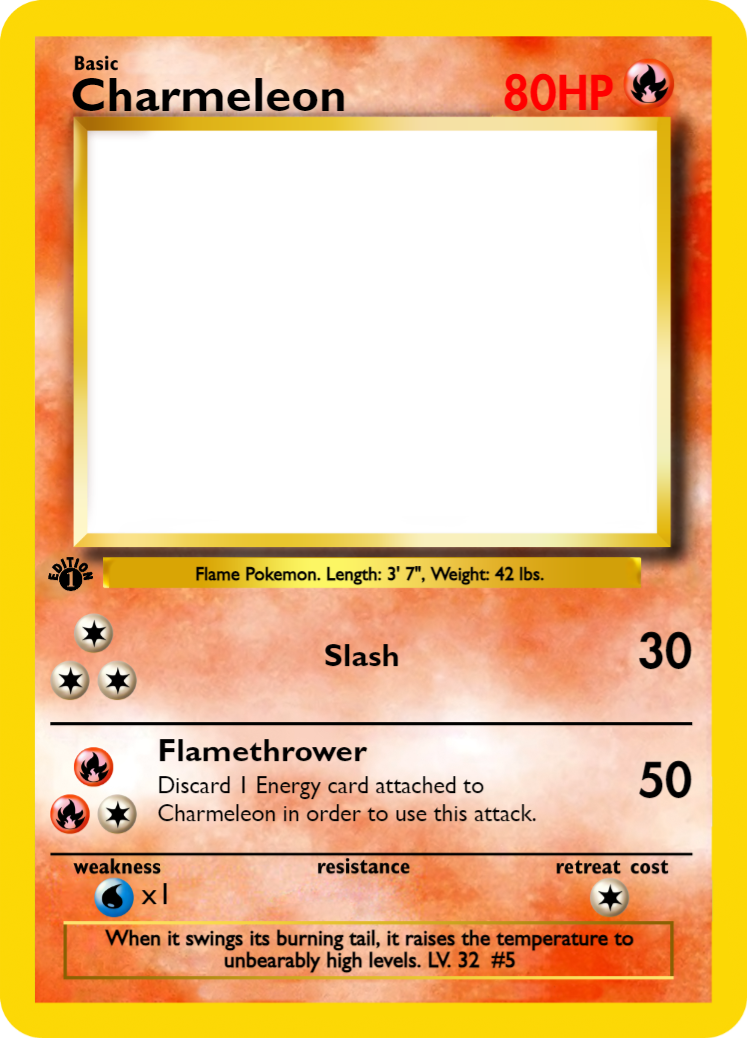 Basic
Charmeleon
80HP
EDITION
1
Flame Pokemon. Length: 3' 7", Weight: 42 lbs.
Slash
30
Flamethrower
Discard 1 Energy card attached to
Charmeleon in order to use this attack.
50
weakness
resistance
retreat cost
x1
When it swings its burning tail, it raises the temperature to
unbearably high levels. LV. 32 #5